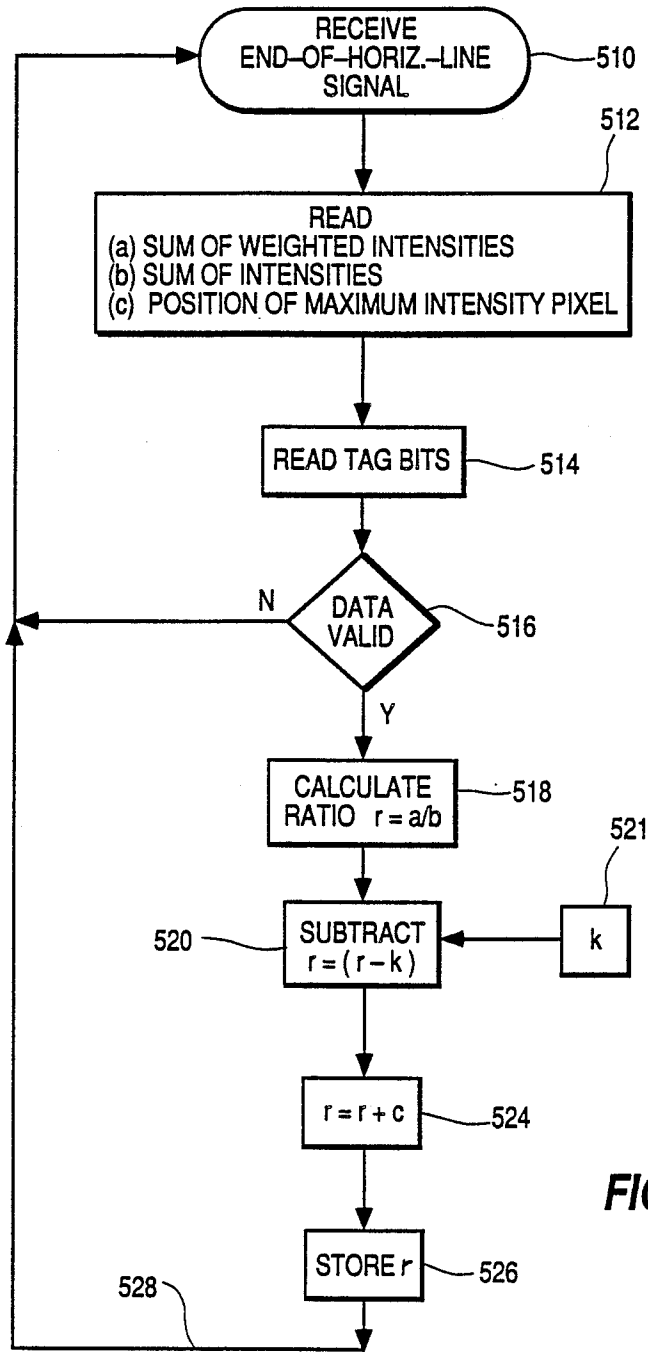 RECEIVE
END-OF-HORIZ.-LINE
SIGNAL
510
512
READ
(a) SUM OF WEIGHTED INTENSITIES
(b) SUM OF INTENSITIES
(c) POSITION OF MAXIMUM INTENSITY PIXEL
READ TAG BITS
514
N
DATA
VALID
516
Y
CALCULATE
RATIO r = a/b
518
521
520
SUBTRACT
r = ( r - k )
k
r = r + c
524
FIG
STORE r
526
528